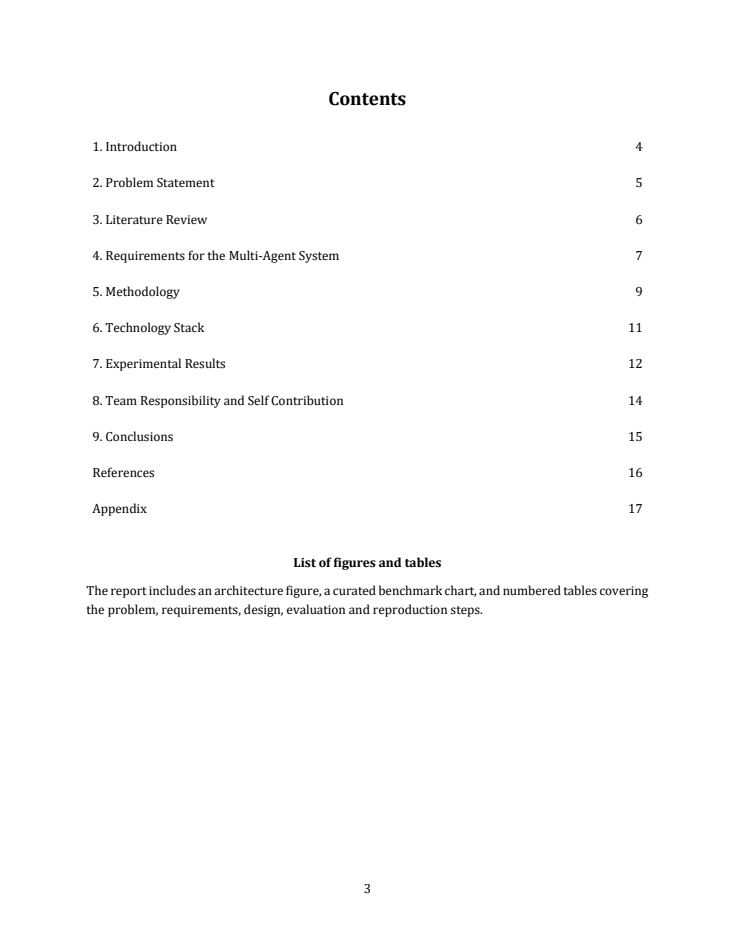 Contents
1. Introduction 4
2. Problem Statement 5
3. Literature Review 6
4. Requirements for the Multi-Agent System 7
5. Methodology 9
6. Technology Stack 11
7. Experimental Results 12
8. Team Responsibility and Self Contribution 14
9. Conclusions 15
References 16
Appendix 17
List of figures and tables
The report includes an architecture figure, a curated benchmark chart, and numbered tables covering
the problem, requirements, design, evaluation and reproduction steps.
3